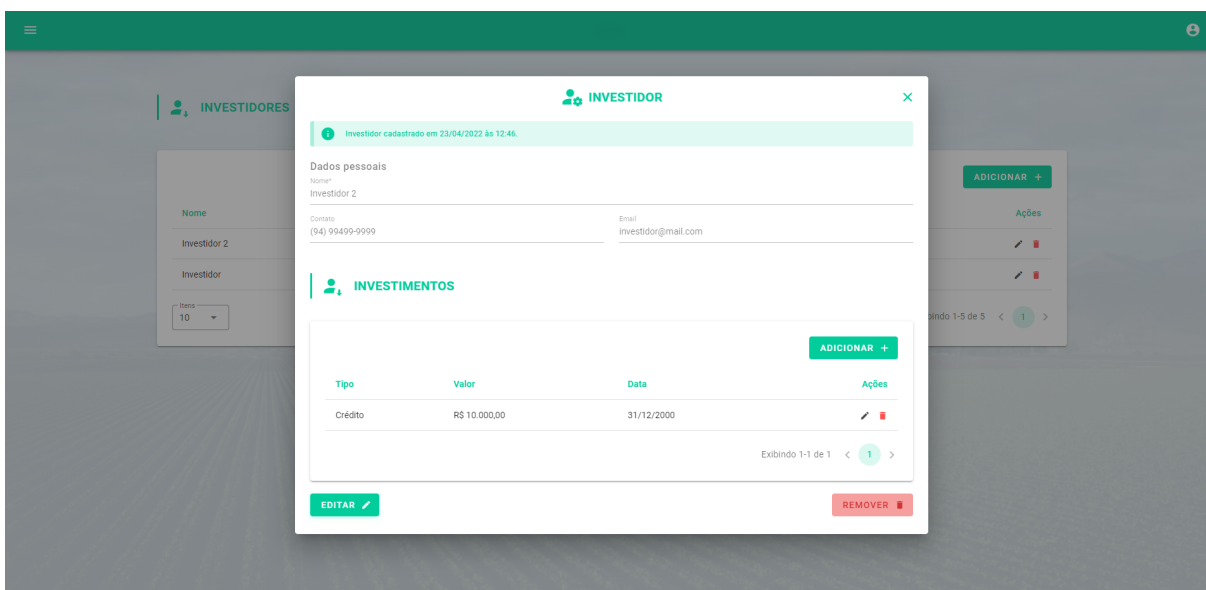 INVESTIDORES
ADICIONAR +
Nome
Ações
Investidor 2
Investidor
Itens
10
indo 1-5 de 5 < 1 >
INVESTIDOR
Investidor cadastrado em 23/04/2022 às 12:46.
Dados pessoais
Nome*
Investidor 2
Contato
Email
(94) 99499-9999
investidor@mail.com
INVESTIMENTOS
ADICIONAR +
Tipo Valor Data Ações
Crédito R$ 10.000,00 31/12/2000
Exibindo 1-1 de 1 < 1 >
EDITAR
REMOVER